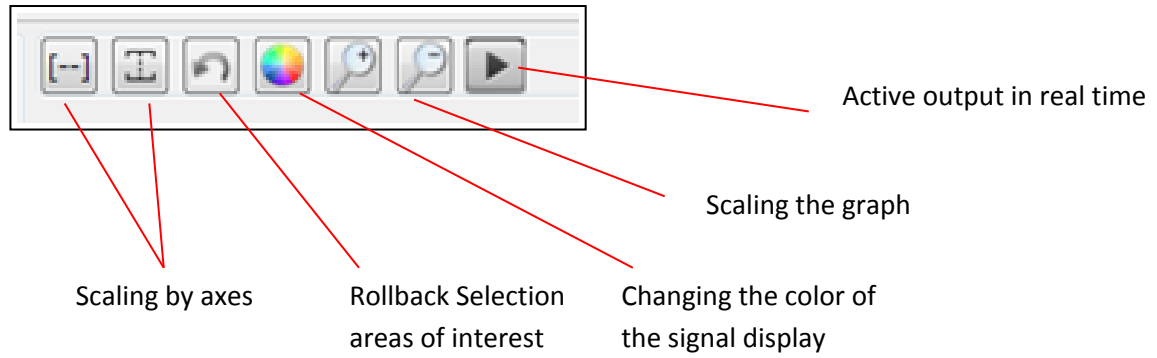 [--]
Active output in real time
Scaling the graph
Scaling by axes
Rollback Selection
areas of interest
Changing the color of
the signal display